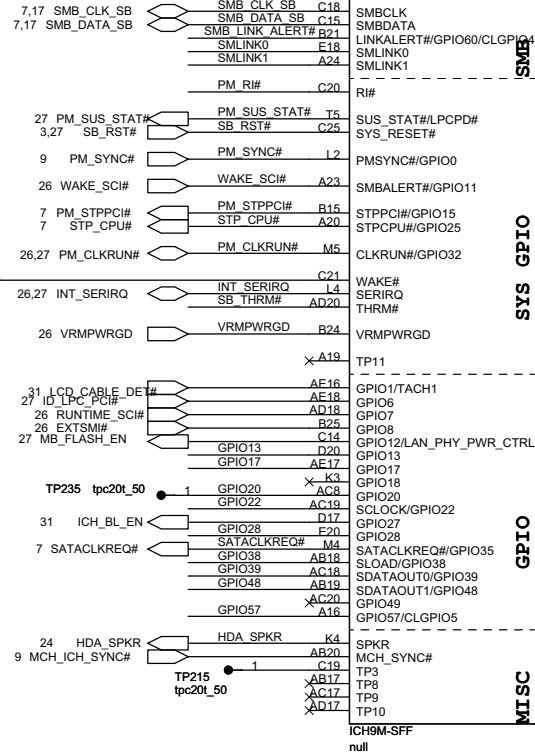 7,17 SMB_CLK_SB SMB_CLK_SB C18 SMBCLK
7,17 SMB_DATA_SB SMB_DATA_SB C15 SMBDATA
SMB_LINK_ALERT# B21 LINKALERT#/GPIO60/CLGPIO4
SMLINK0 E18 SMLINK0
SMLINK1 A24 SMLINK1
SMB
PM_RI# C20 RI#
27 PM_SUS_STAT# PM_SUS_STAT# T5 SUS_STAT#/LPCPD#
3,27 SB_RST# SB_RST# C25 SYS_RESET#
9 PM_SYNC# PM_SYNC# L2 PMSYNC#/GPIO0
26 WAKE_SCI# WAKE_SCI# A23 SMBALERT#/GPIO11
7 PM_STPPCI# PM_STPPCI# B15 STPPCI#/GPIO15
7 STP_CPU# STP_CPU# A20 STPCPU#/GPIO25
26,27 PM_CLKRUN# PM_CLKRUN# M5 CLKRUN#/GPIO32
C21 WAKE#
26,27 INT_SERIRQ INT_SERIRQ L4 SERIRQ
SB_THRM# AD20 THRM#
26 VRMPWRGD VRMPWRGD B24 VRMPWRGD
A19 TP11
SYS GPIO
31 LCD_CABLE_DET# AE16 GPIO1/TACH1
27 ID_LPC_PCI# AE18 GPIO6
26 RUNTIME_SCI# AD18 GPIO7
26 EXTSMI# B25 GPIO8
27 MB_FLASH_EN C14 GPIO12/LAN_PHY_PWR_CTRL
GPIO13 D20 GPIO13
GPIO17 AE17 GPIO17
K3 GPIO18
TP235 tpc20t_50 1 GPIO20 AC8 GPIO20
GPIO22 AC19 SCLOCK/GPIO22
31 ICH_BL_EN D17 GPIO27
GPIO28 E20 GPIO28
7 SATACLKREQ# SATACLKREQ# M4 SATACLKREQ#/GPIO35
GPIO38 AB18 SLOAD/GPIO38
GPIO39 AC18 SDATAOUT0/GPIO39
GPIO48 AB19 SDATAOUT1/GPIO48
AC20 GPIO49
GPIO57 A16 GPIO57/CLGPIO5
GPIO
24 HDA_SPKR HDA_SPKR K4 SPKR
9 MCH_ICH_SYNC# AB20 MCH_SYNC#
TP215 1 C19 TP3
tpc20t_50 AB17 TP8
AC17 TP9
AD17 TP10
MISC
ICH9M-SFF
null